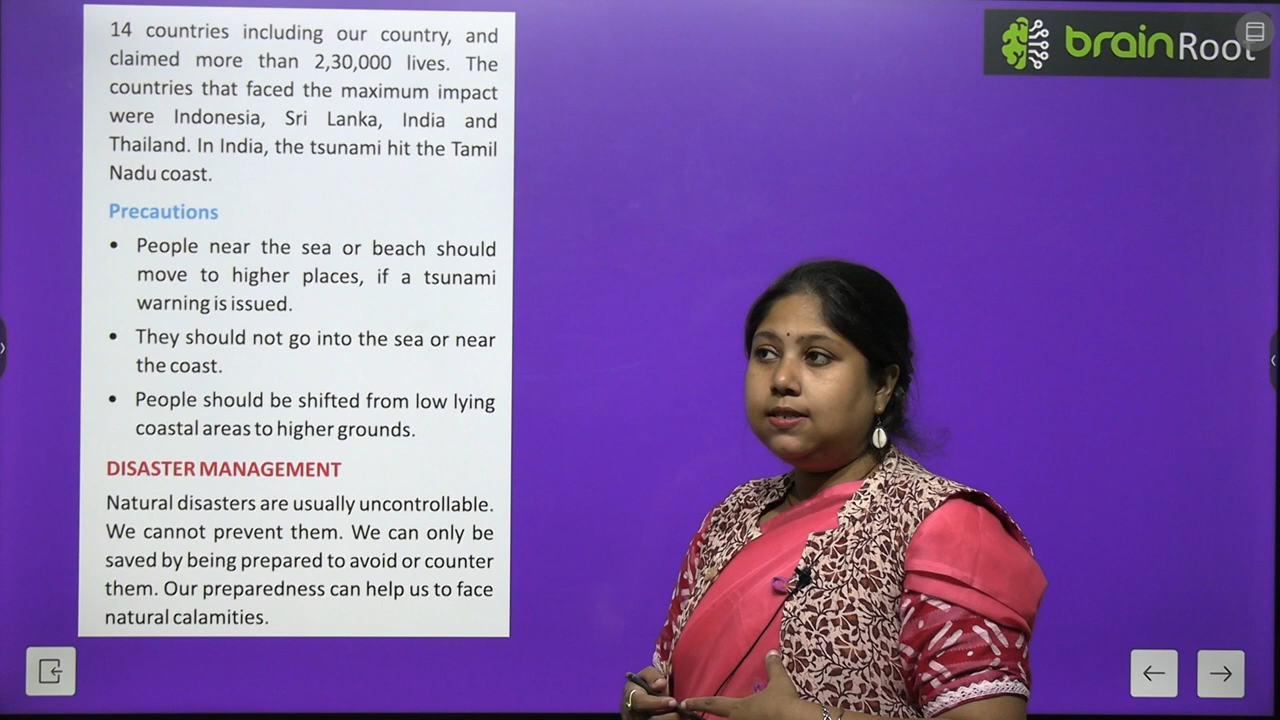 14 countries including our country, and
claimed more than 2,30,000 lives. The
countries that faced the maximum impact
were Indonesia, Sri Lanka, India and
Thailand. In India, the tsunami hit the Tamil
Nadu coast.
Precautions
• People near the sea or beach should
move to higher places, if a tsunami
warning is issued.
• They should not go into the sea or near
the coast.
• People should be shifted from low lying
coastal areas to higher grounds.
DISASTER MANAGEMENT
Natural disasters are usually uncontrollable.
We cannot prevent them. We can only be
saved by being prepared to avoid or counter
them. Our preparedness can help us to face
natural calamities.
brainRoot